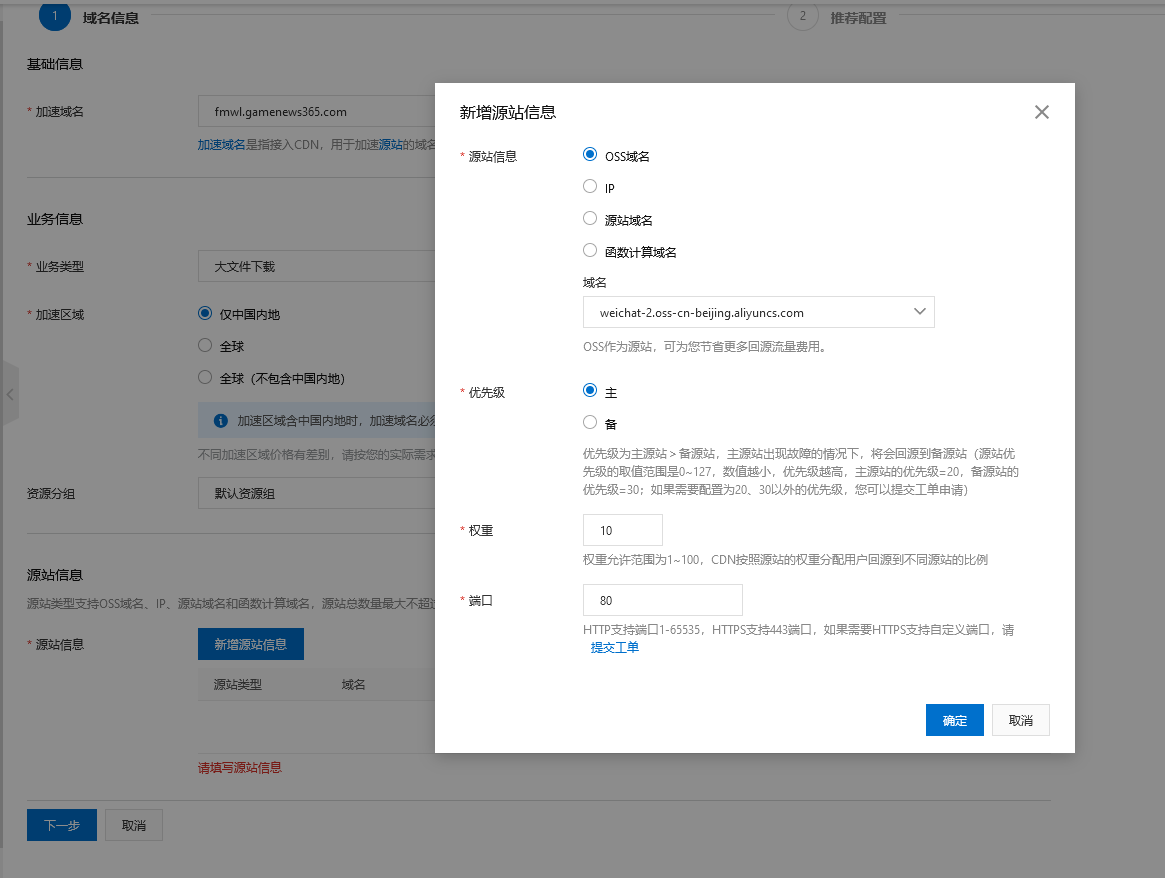 1 域名信息
2 推荐配置
基础信息
* 加速域名
fmwl.gamenews365.com
加速域名是指接入CDN，用于加速源站的域名
业务信息
* 业务类型
大文件下载
* 加速区域
仅中国内地
全球
全球（不包含中国内地）
加速区域含中国内地时，加速域名必须
不同加速区域价格有差别，请按您的实际需求
资源分组
默认资源组
源站信息
源站类型支持OSS域名、IP、源站域名和函数计算域名，源站总数量最大不超过
* 源站信息
新增源站信息
源站类型
域名
请填写源站信息
下一步
取消
新增源站信息
* 源站信息
OSS域名
IP
源站域名
函数计算域名
域名
weichat-2.oss-cn-beijing.aliyuncs.com
OSS作为源站，可为您节省更多回源流量费用。
* 优先级
主
备
优先级为主源站 > 备源站，主源站出现故障的情况下，将会回源到备源站（源站优
先级的取值范围是0~127，数值越小，优先级越高，主源站的优先级=20，备源站的
优先级=30；如果需要配置为20、30以外的优先级，您可以提交工单申请）
* 权重
10
权重允许范围为1~100，CDN按照源站的权重分配用户回源到不同源站的比例
* 端口
80
HTTP支持端口1-65535，HTTPS支持443端口，如果需要HTTPS支持自定义端口，请
提交工单
确定
取消